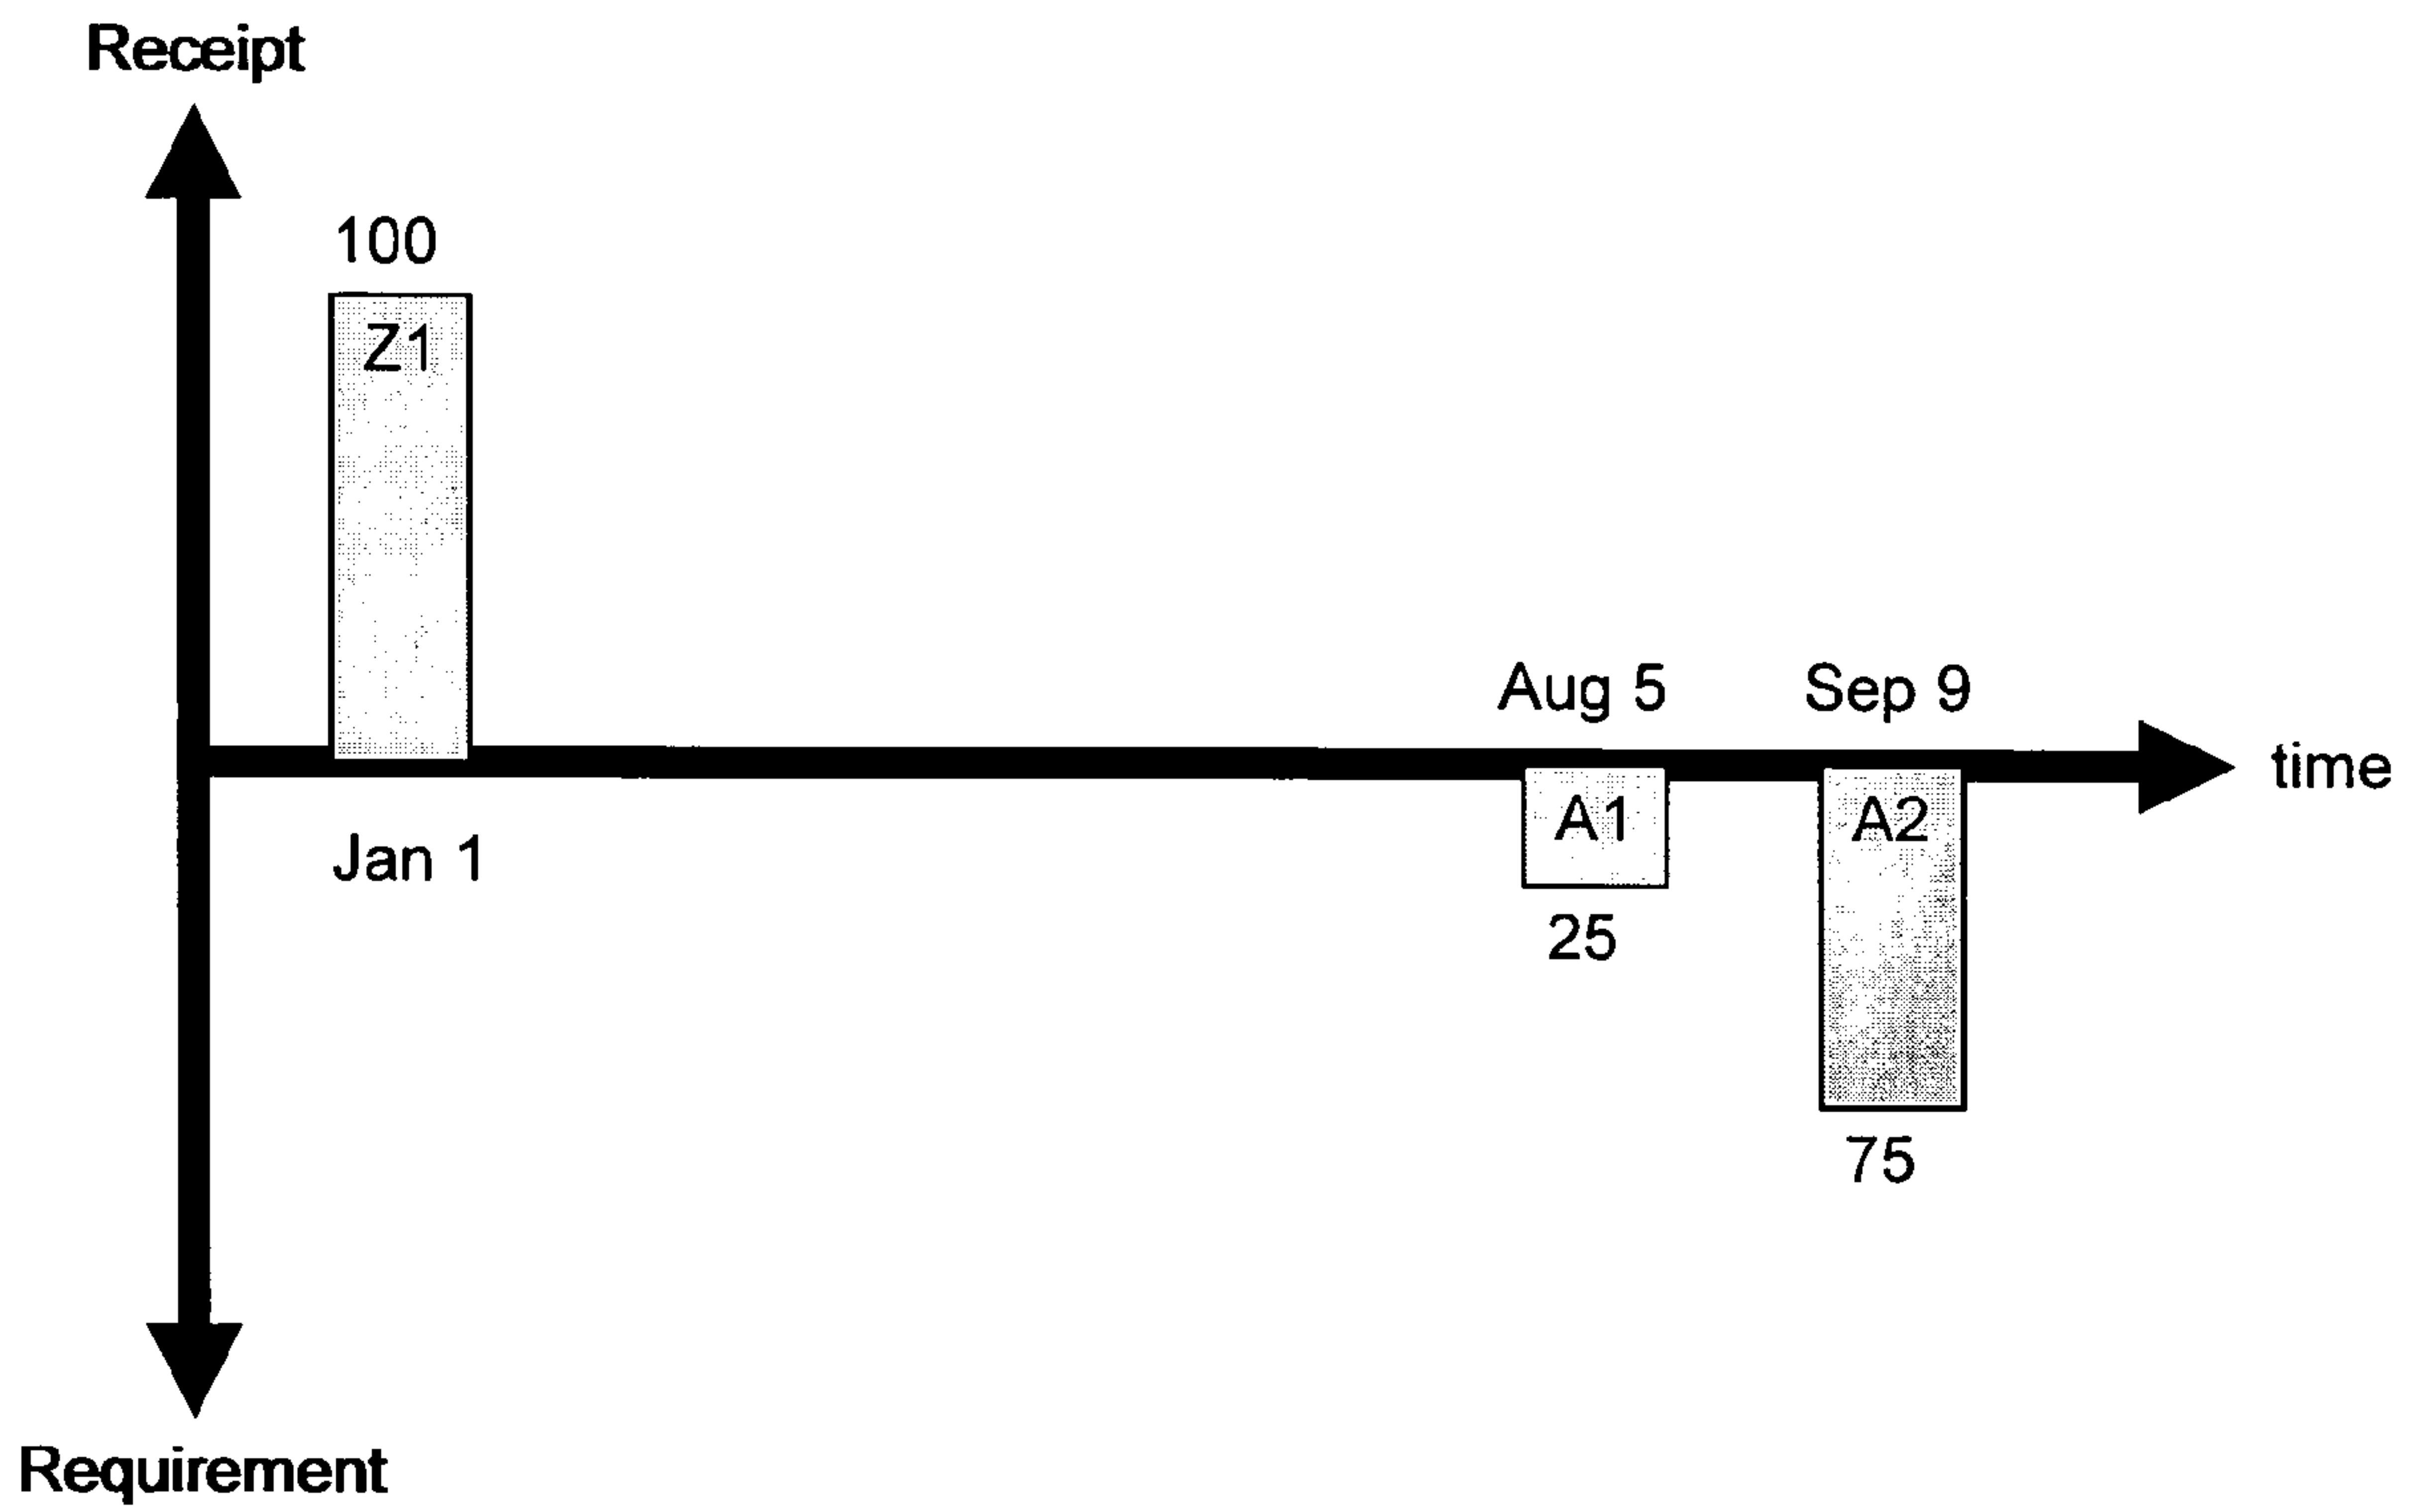 Receipt
100
Z1
Aug 5
Sep 9
time
A1
A2
Jan 1
25
75
Requirement